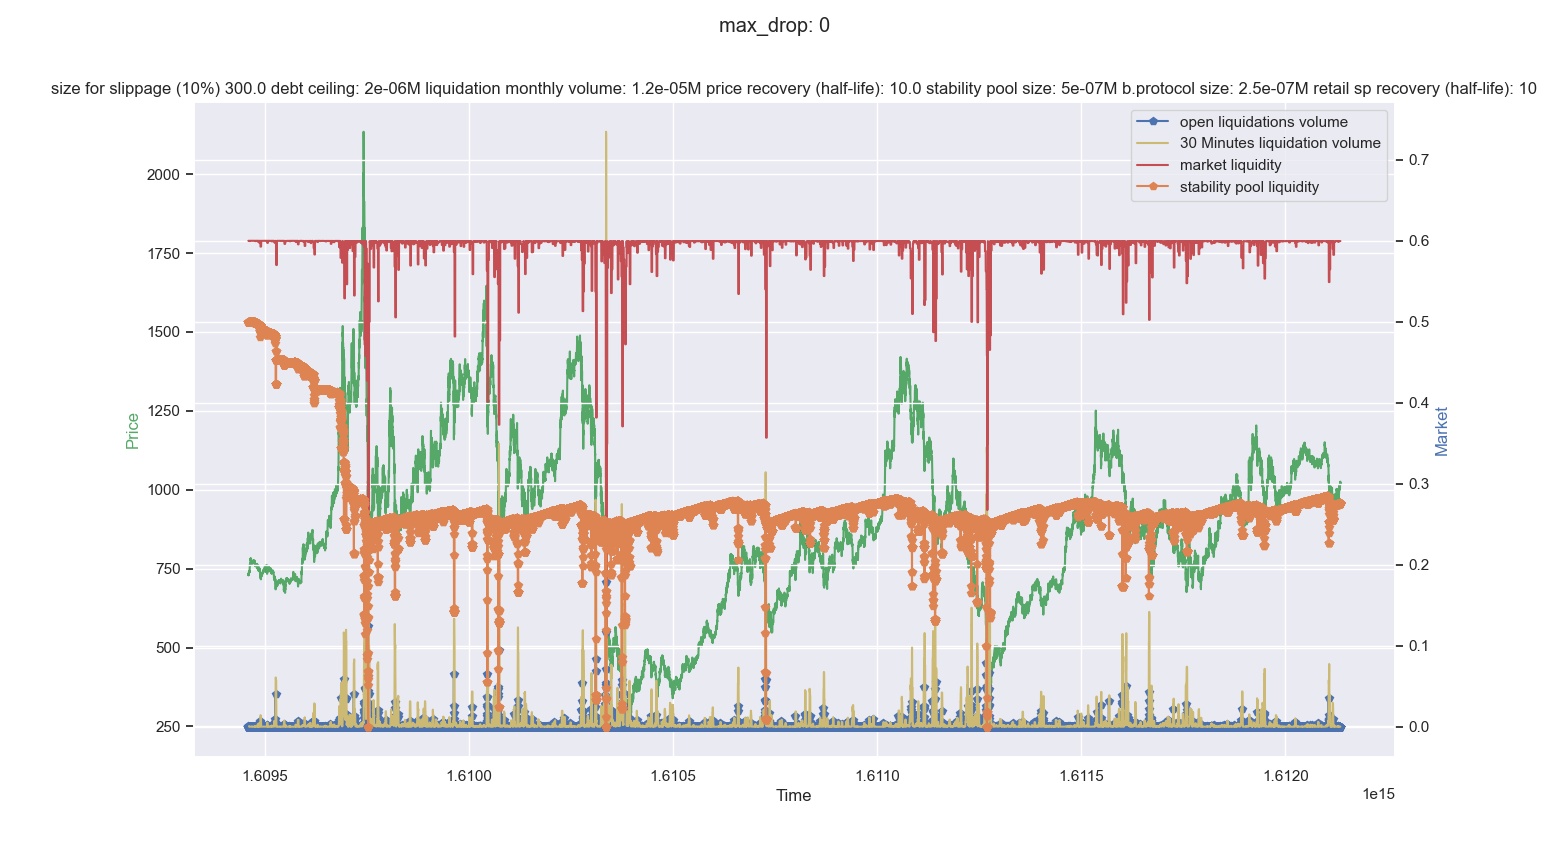 max_drop: 0
size for slippage (10%) 300.0 debt ceiling: 2e-06M liquidation monthly volume: 1.2e-05M price recovery (half-life): 10.0 stability pool size: 5e-07M b.protocol size: 2.5e-07M retail sp recovery (half-life): 10
open liquidations volume
30 Minutes liquidation volume
market liquidity
stability pool liquidity
2000
1750
1500
1250
1000
750
500
250
Price
0.7
0.6
0.5
0.4
0.3
0.2
0.1
0.0
Market
1.6095 1.6100 1.6105 1.6110 1.6115 1.6120
1e15
Time